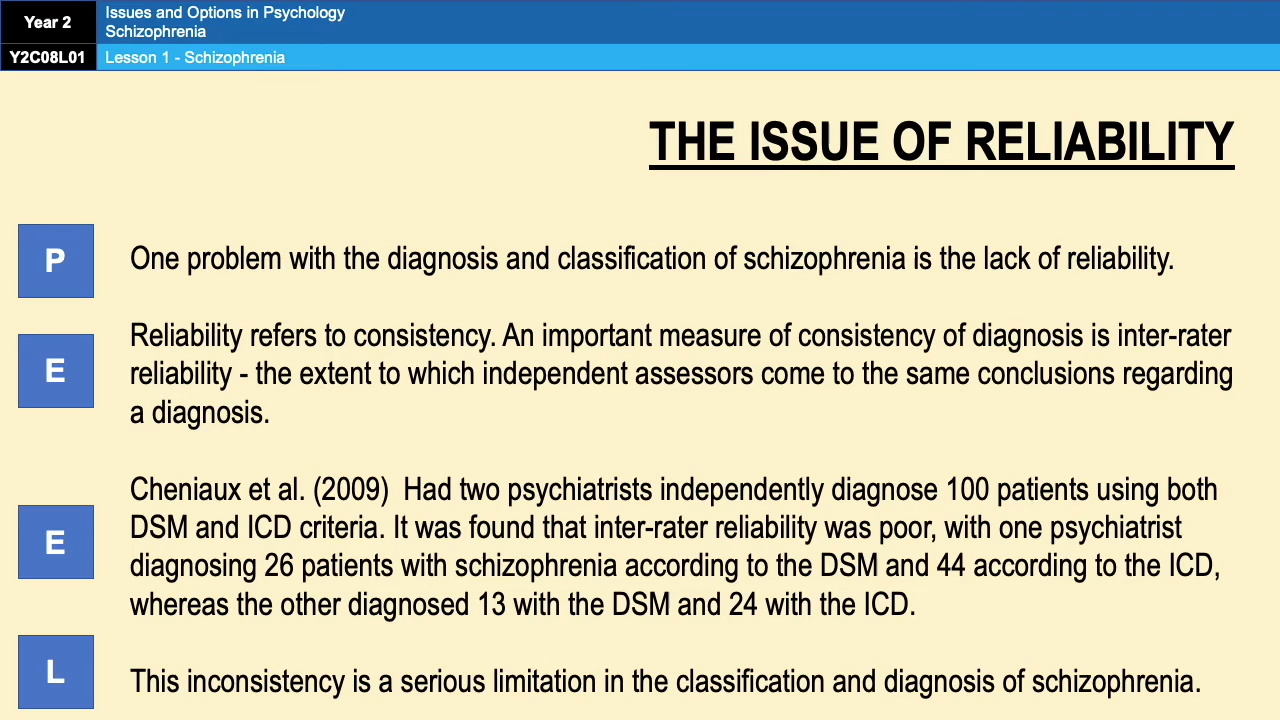 Year 2
Issues and Options in Psychology
Schizophrenia
Y2C08L01
Lesson 1 - Schizophrenia
THE ISSUE OF RELIABILITY
P
One problem with the diagnosis and classification of schizophrenia is the lack of reliability.
E
Reliability refers to consistency. An important measure of consistency of diagnosis is inter-rater
reliability - the extent to which independent assessors come to the same conclusions regarding
a diagnosis.
E
Cheniaux et al. (2009)  Had two psychiatrists independently diagnose 100 patients using both
DSM and ICD criteria. It was found that inter-rater reliability was poor, with one psychiatrist
diagnosing 26 patients with schizophrenia according to the DSM and 44 according to the ICD,
whereas the other diagnosed 13 with the DSM and 24 with the ICD.
L
This inconsistency is a serious limitation in the classification and diagnosis of schizophrenia.